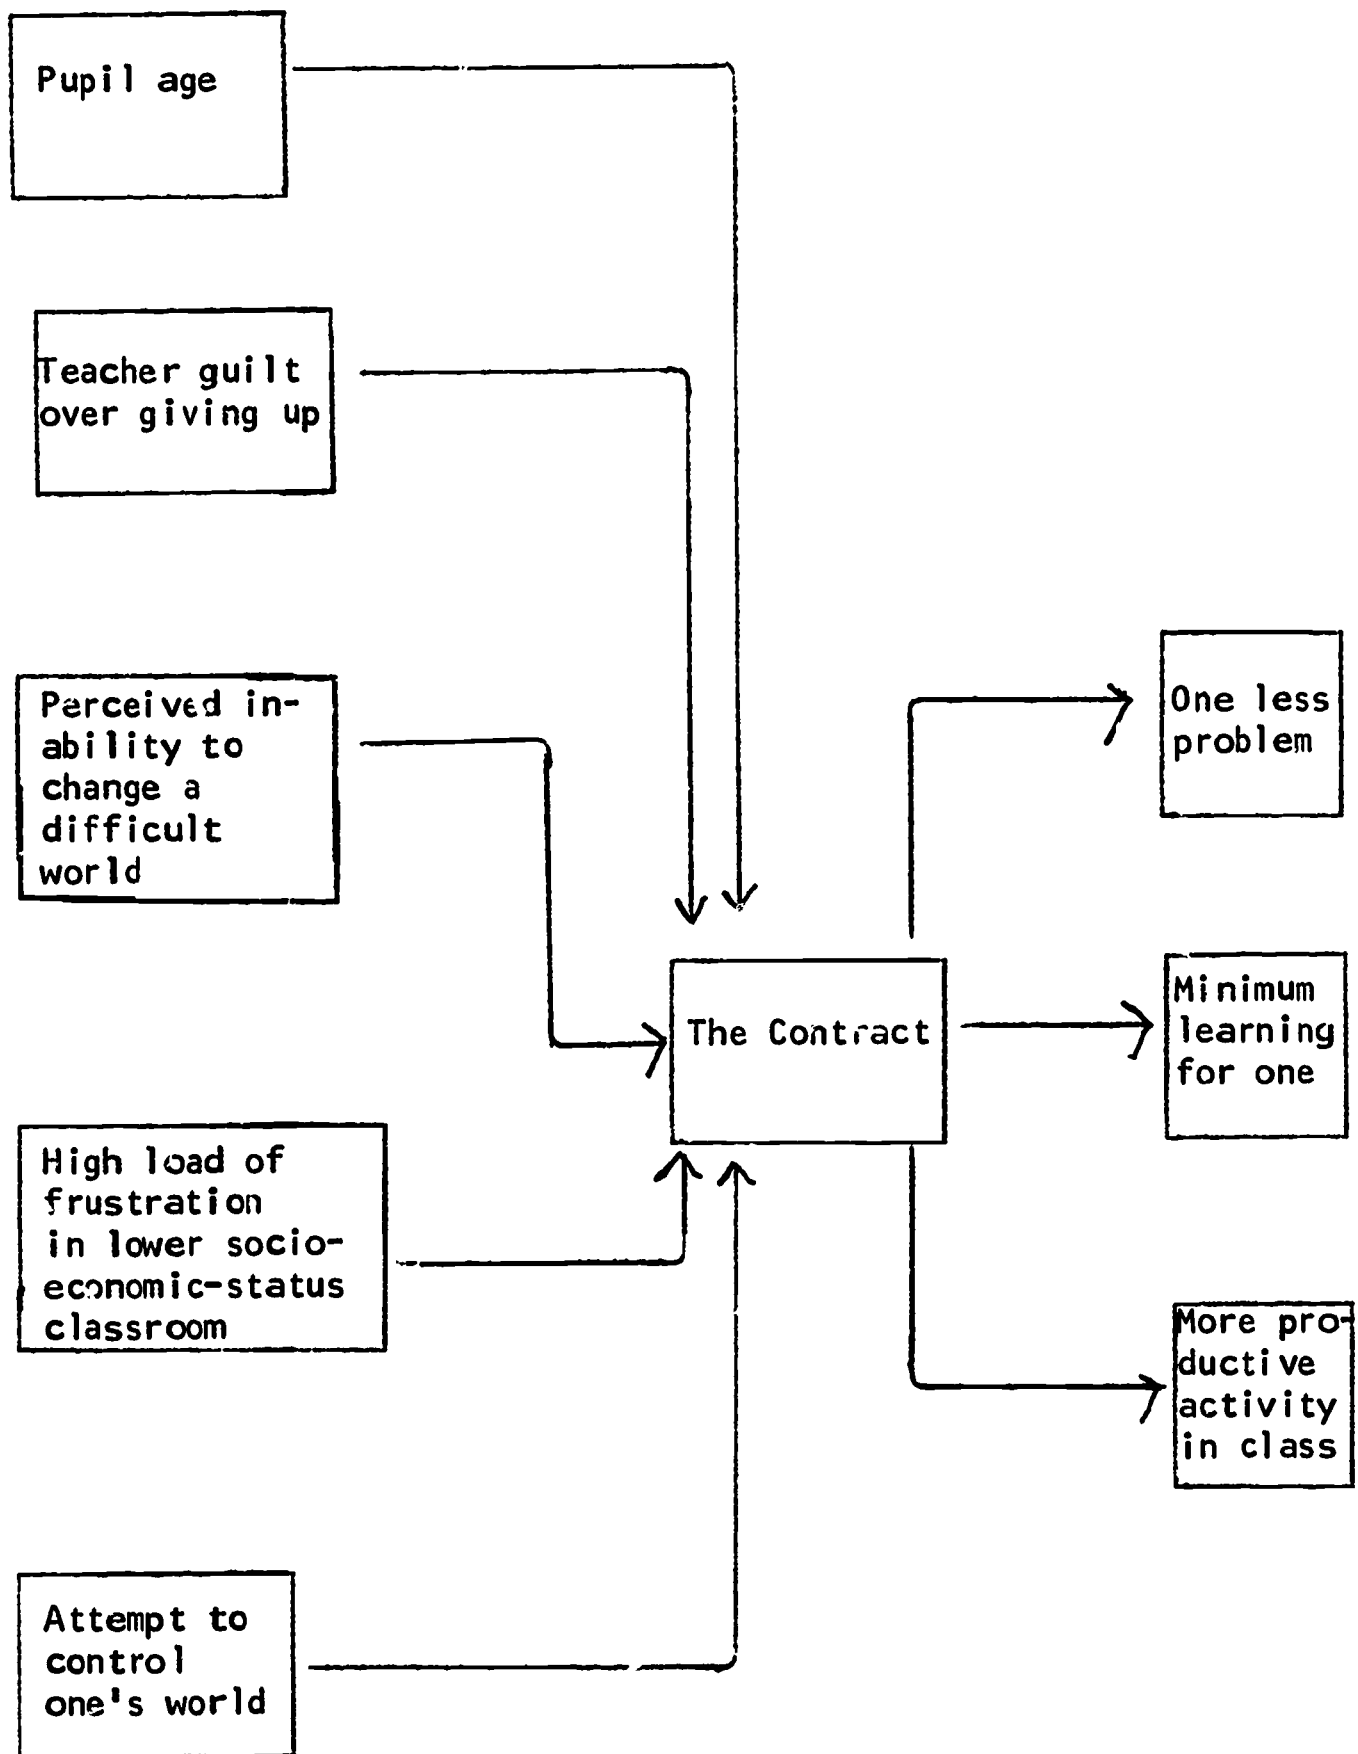 Pupil age
Teacher guilt
over giving up
Perceived in-
ability to
change a
difficult
world
High load of
frustration
in lower socio-
economic-status
classroom
Attempt to
control
one's world
The Contract
One less
problem
Minimum
learning
for one
More pro-
ductive
activity
in class